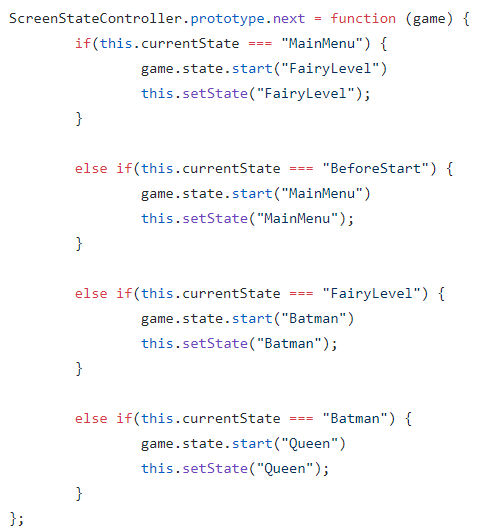 ScreenStateController.prototype.next = function (game) {
if(this.currentState === "MainMenu") {
game.state.start("FairyLevel")
this.setState("FairyLevel");
}
else if(this.currentState === "BeforeStart") {
game.state.start("MainMenu")
this.setState("MainMenu");
}
else if(this.currentState === "FairyLevel") {
game.state.start("Batman")
this.setState("Batman");
}
else if(this.currentState === "Batman") {
game.state.start("Queen")
this.setState("Queen");
}
};